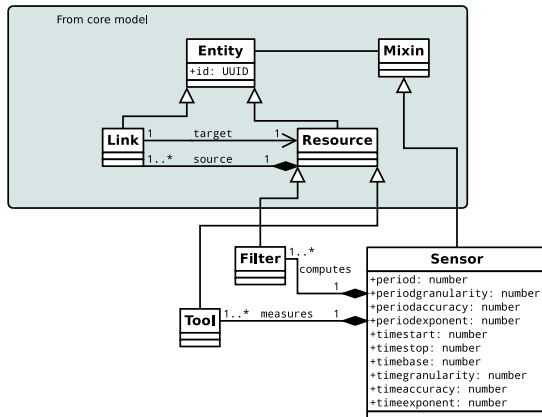 From core model
Entity
+id: UUID
Mixin
Link
1 target 1
1..* source 1
Resource
Filter
1..*
computes
1
Tool
1..* measures 1
Sensor
+period: number
+periodgranularity: number
+periodaccuracy: number
+periodexponent: number
+timestart: number
+timestop: number
+timebase: number
+timegranularity: number
+timeaccuracy: number
+timeexponent: number